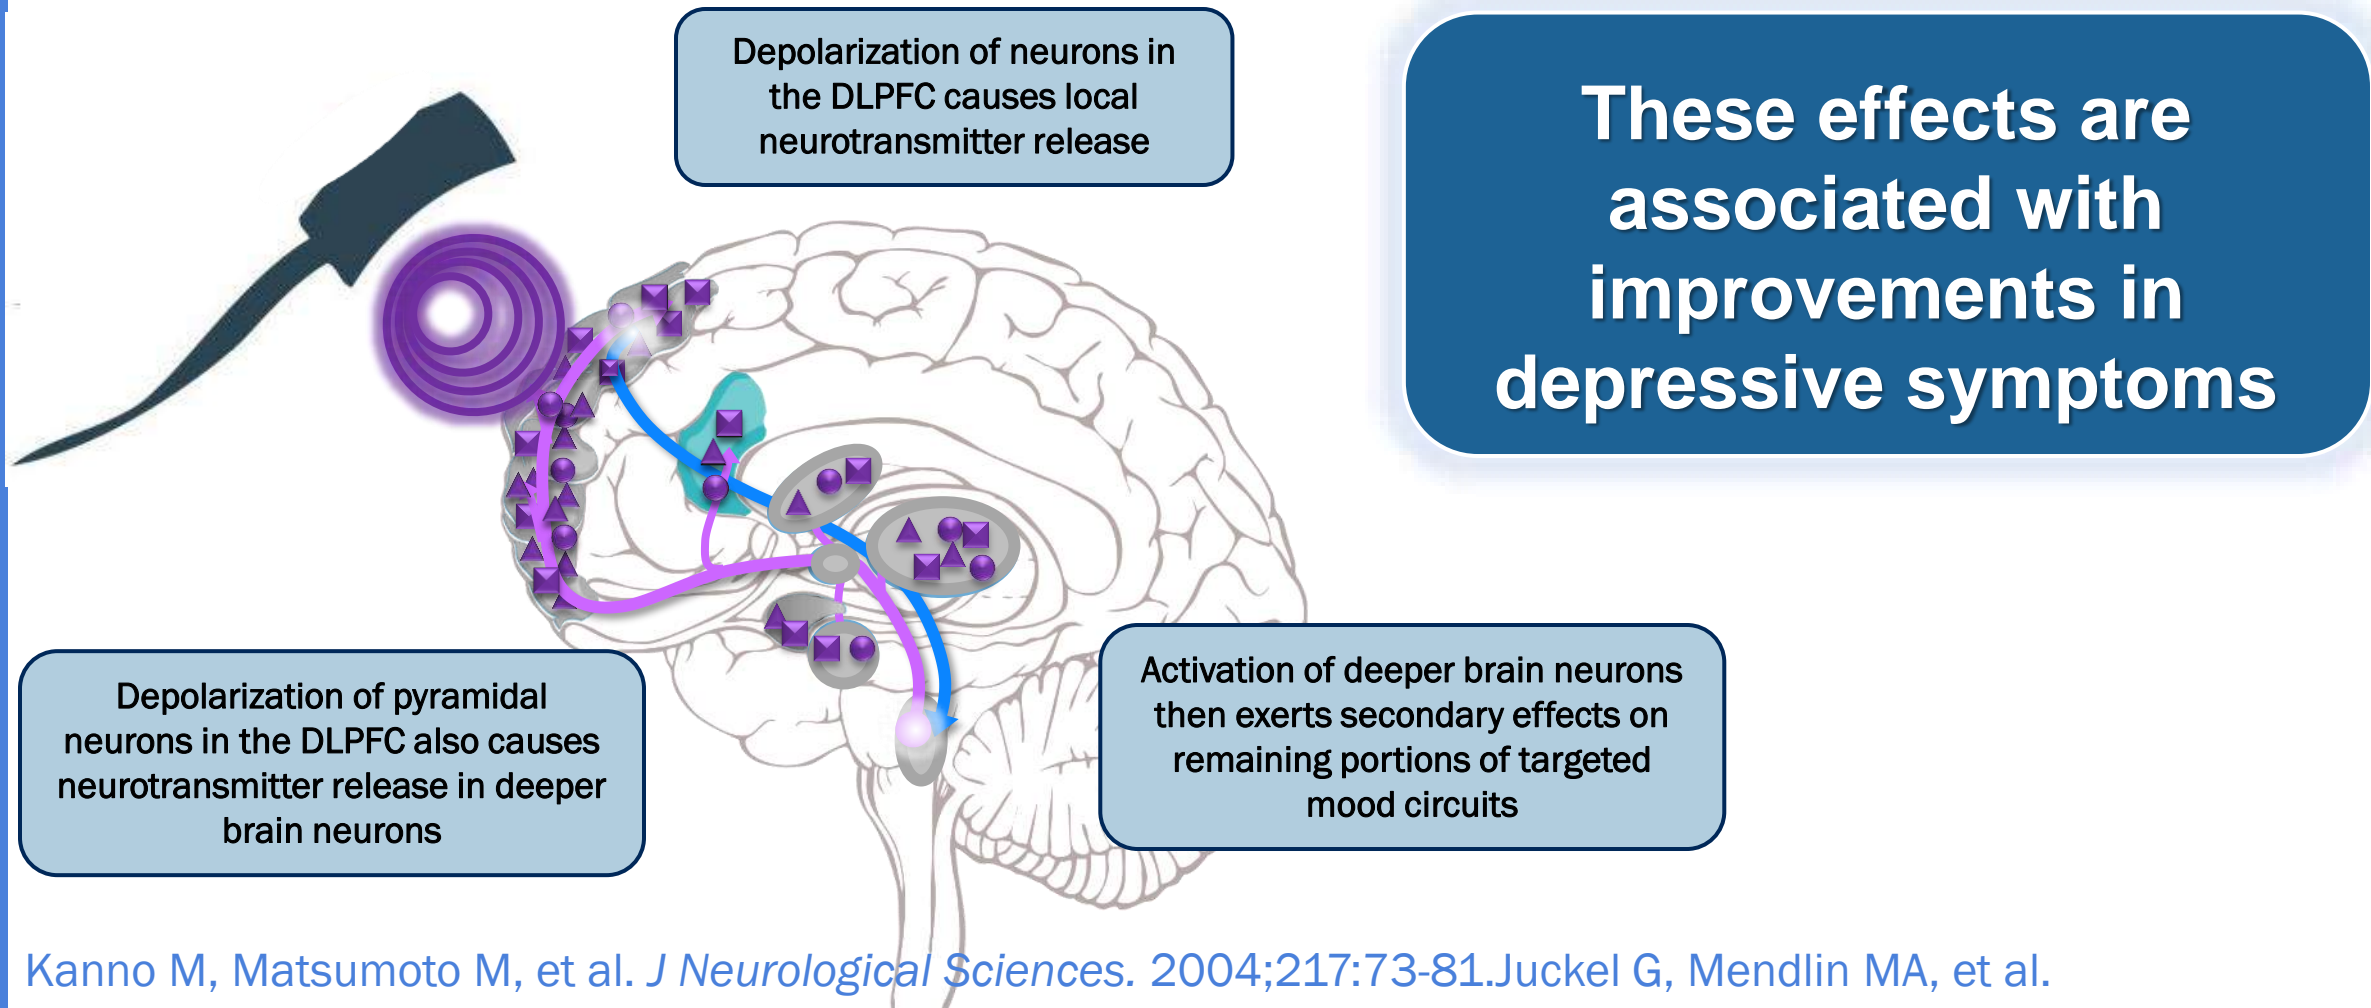 Depolarization of neurons in
the DLPFC causes local
neurotransmitter release
These effects are
associated with
improvements in
depressive symptoms
Depolarization of pyramidal
neurons in the DLPFC also causes
neurotransmitter release in deeper
brain neurons
Activation of deeper brain neurons
then exerts secondary effects on
remaining portions of targeted
mood circuits
Kanno M, Matsumoto M, et al. J Neurological Sciences. 2004;217:73-81.Juckel G, Mendlin MA, et al.